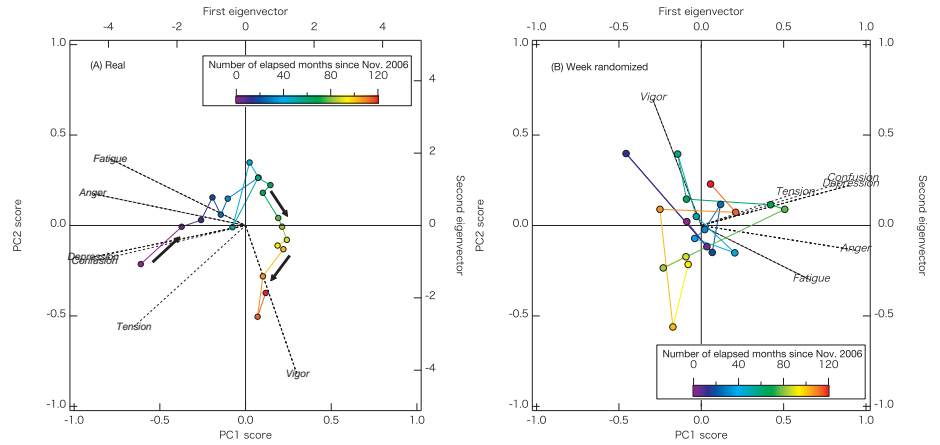 First eigenvector
-4 -2 0 2 4
1.0
0.5
0.0
-0.5
-1.0
PC2 score
(A) Real
Number of elapsed months since Nov. 2006
0 40 80 120
Fatigue
Anger
Depression
Confusion
Tension
Vigor
4
2
0
-2
-4
Second eigenvector
-1.0 -0.5 0.0 0.5 1.0
PC1 score
First eigenvector
-1.0 -0.5 0.0 0.5 1.0
1.0
0.5
0.0
-0.5
-1.0
PC2 score
(B) Week randomized
Vigor
Confusion
Depression
Tension
Anger
Fatigue
Number of elapsed months since Nov. 2006
0 40 80 120
1.0
0.5
0.0
-0.5
-1.0
Second eigenvector
-1.0 -0.5 0.0 0.5 1.0
PC1 score